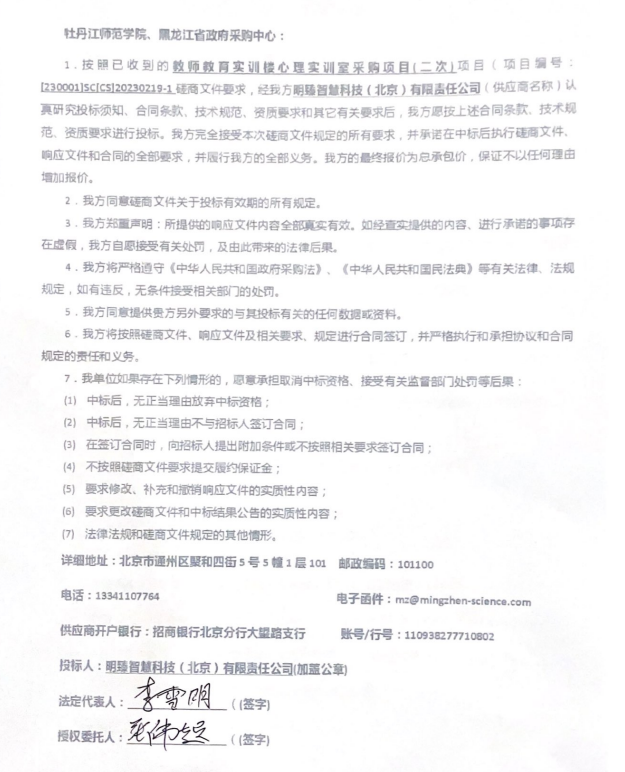 牡丹江师范学院、黑龙江省政府采购中心：
1．按照已收到的教师教育实训楼心理实训室采购项目(二次)项目（项目编号：
[230001]SC[CS]20230219-1 磋商文件要求，经我方明臻智慧科技（北京）有限责任公司（供应商名称）认
真研究投标须知、合同条款、技术规范、资质要求和其它有关要求后，我方愿按上述合同条款、技术规
范、资质要求进行投标。我方完全接受本次磋商文件规定的所有要求，并承诺在中标后执行磋商文件、
响应文件和合同的全部要求，并履行我方的全部义务。我方的最终报价为总承包价，保证不以任何理由
增加报价。
2．我方同意磋商文件关于投标有效期的所有规定。
3．我方郑重声明：所提供的响应文件内容全部真实有效。如经查实提供的内容、进行承诺的事项存
在虚假，我方自愿接受有关处罚，及由此带来的法律后果。
4．我方将严格遵守《中华人民共和国政府采购法》、《中华人民共和国民法典》等有关法律、法规
规定，如有违反，无条件接受相关部门的处罚。
5．我方同意提供贵方另外要求的与其投标有关的任何数据或资料。
6．我方将按照磋商文件、响应文件及相关要求、规定进行合同签订，并严格执行和承担协议和合同
规定的责任和义务。
7．我单位如果存在下列情形的，愿意承担取消中标资格、接受有关监督部门处罚等后果：
(1) 中标后，无正当理由放弃中标资格；
(2) 中标后，无正当理由不与招标人签订合同；
(3) 在签订合同时，向招标人提出附加条件或不按照相关要求签订合同；
(4) 不按照磋商文件要求提交履约保证金；
(5) 要求修改、补充和撤销响应文件的实质性内容；
(6) 要求更改磋商文件和中标结果公告的实质性内容；
(7) 法律法规和磋商文件规定的其他情形。
详细地址：北京市通州区聚和四街 5 号 5 幢 1 层 101 邮政编码：101100
电话：13341107764 电子函件：mz@mingzhen-science.com
供应商开户银行：招商银行北京分行大望路支行 账号/行号：110938277710802
投标人：明臻智慧科技（北京）有限责任公司(加盖公章)
法定代表人：李雪明（(签字)
授权委托人：（(签字)